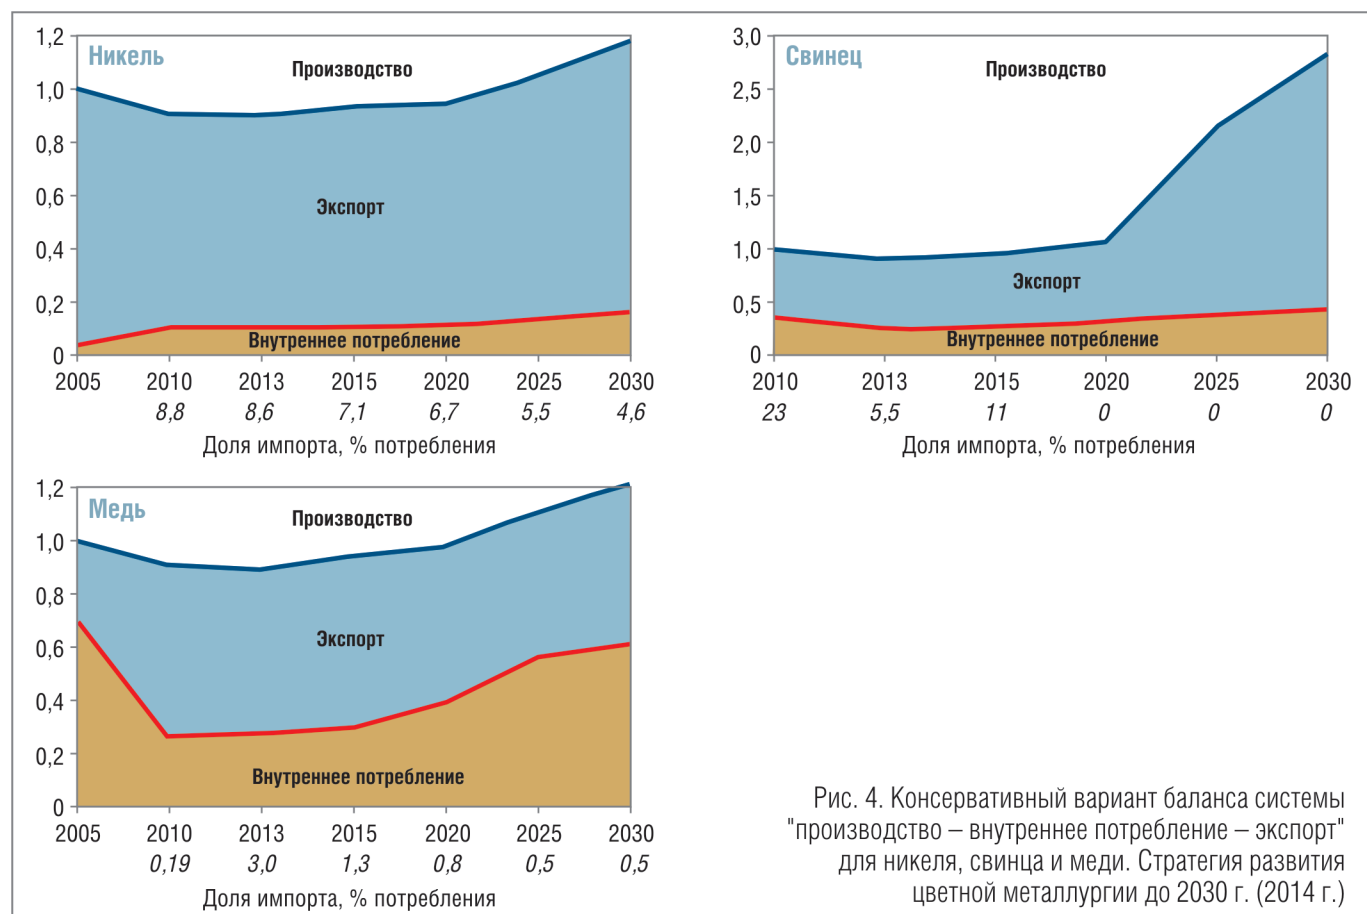 Никель
Производство
Экспорт
Внутреннее потребление
1,2
1,0
0,8
0,6
0,4
0,2
0
2005 2010 2013 2015 2020 2025 2030
8,8 8,6 7,1 6,7 5,5 4,6
Доля импорта, % потребления
Свинец
Производство
Экспорт
Внутреннее потребление
3,0
2,5
2,0
1,5
1,0
0,5
0
2010 2013 2015 2020 2025 2030
23 5,5 11 0 0 0
Доля импорта, % потребления
Медь
Производство
Экспорт
Внутреннее потребление
1,2
1,0
0,8
0,6
0,4
0,2
0
2005 2010 2013 2015 2020 2025 2030
0,19 3,0 1,3 0,8 0,5 0,5
Доля импорта, % потребления
Рис. 4. Консервативный вариант баланса системы
"производство – внутреннее потребление – экспорт"
для никеля, свинца и меди. Стратегия развития
цветной металлургии до 2030 г. (2014 г.)